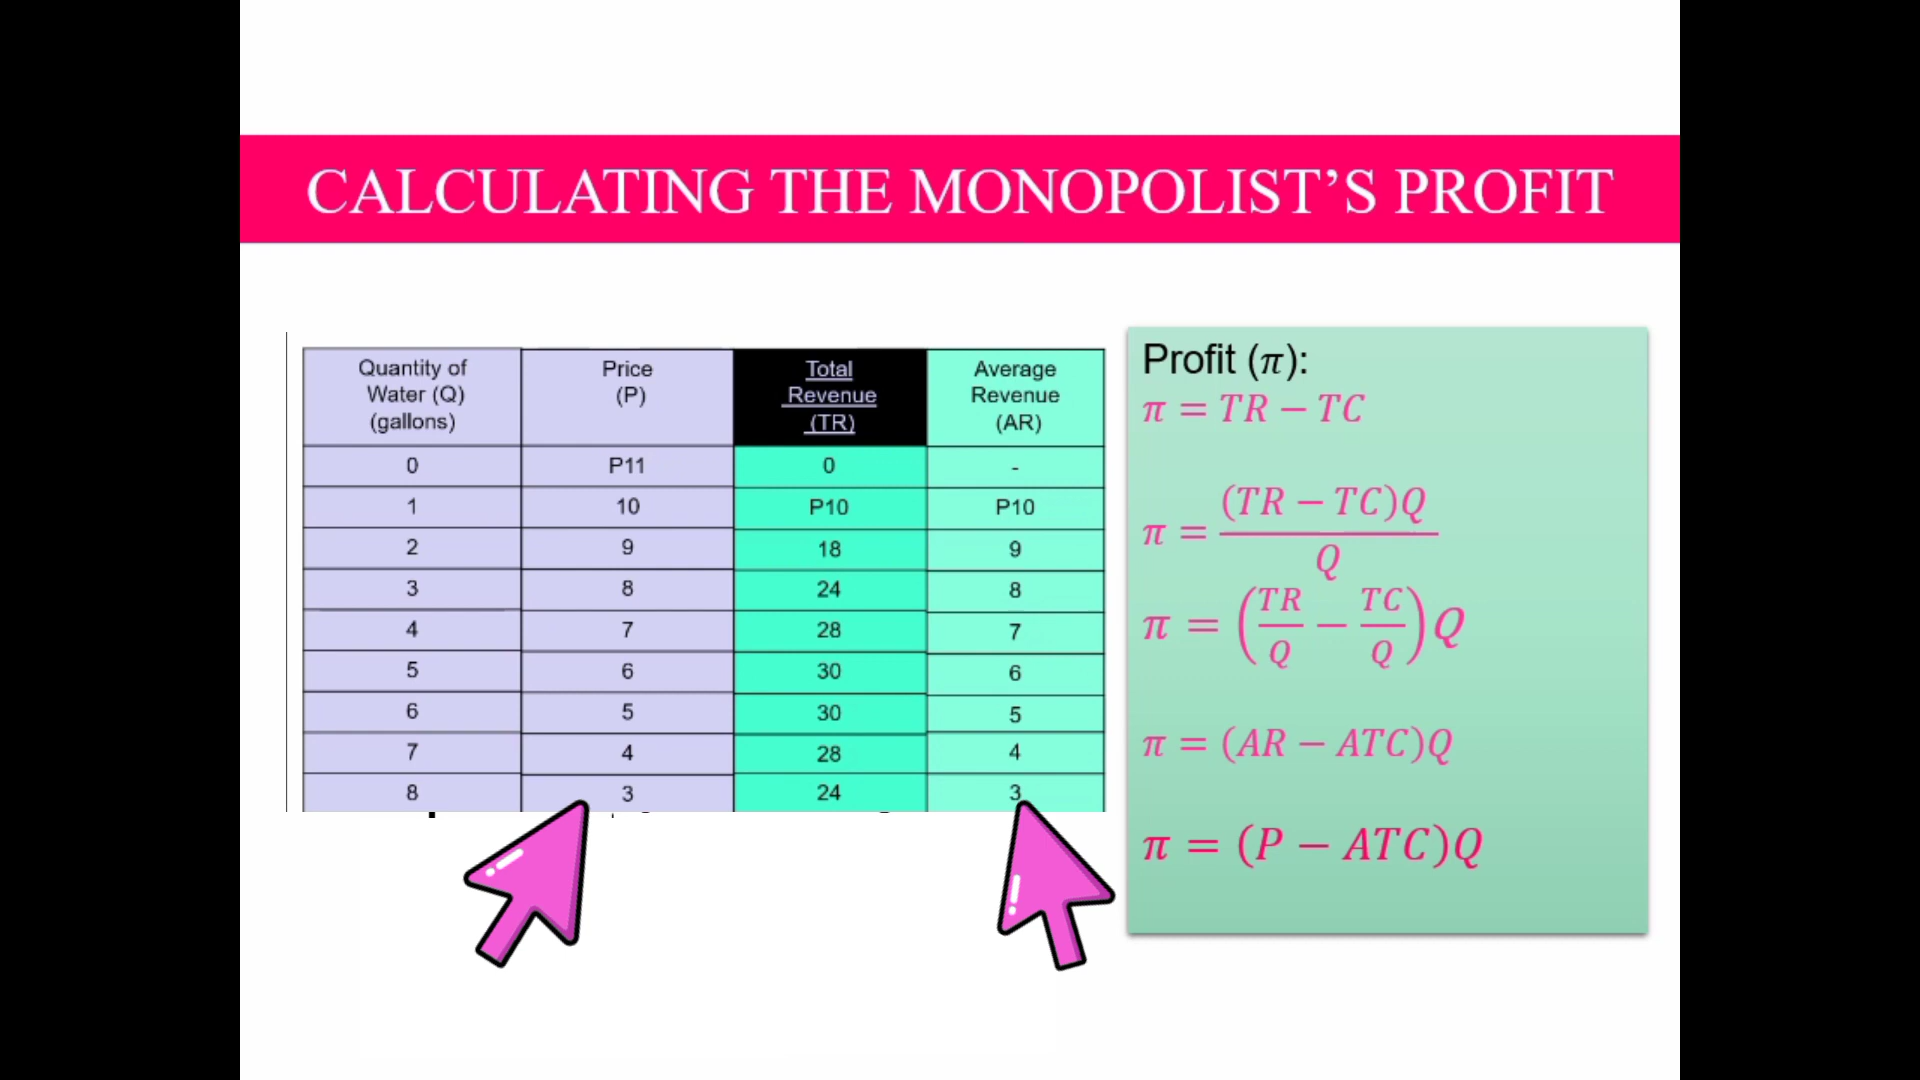 CALCULATING THE MONOPOLIST'S PROFIT
Quantity of Water (Q) (gallons) | Price (P) | Total Revenue (TR) | Average Revenue (AR)
0 | P11 | 0 | -
1 | 10 | P10 | P10
2 | 9 | 18 | 9
3 | 8 | 24 | 8
4 | 7 | 28 | 7
5 | 6 | 30 | 6
6 | 5 | 30 | 5
7 | 4 | 28 | 4
8 | 3 | 24 | 3
Profit (π):
π = TR − TC
π = (TR − TC)Q / Q
π = (TR/Q − TC/Q)Q
π = (AR − ATC)Q
π = (P − ATC)Q